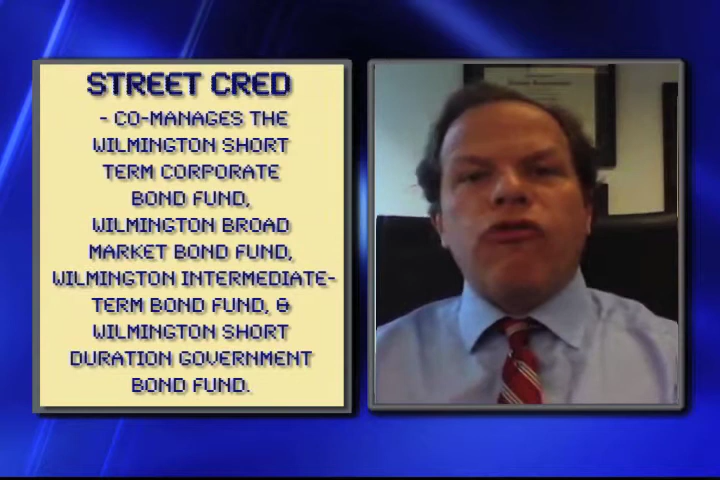 STREET CRED
- CO-MANAGES THE
WILMINGTON SHORT
TERM CORPORATE
BOND FUND,
WILMINGTON BROAD
MARKET BOND FUND,
WILMINGTON INTERMEDIATE-
TERM BOND FUND, &
WILMINGTON SHORT
DURATION GOVERNMENT
BOND FUND.